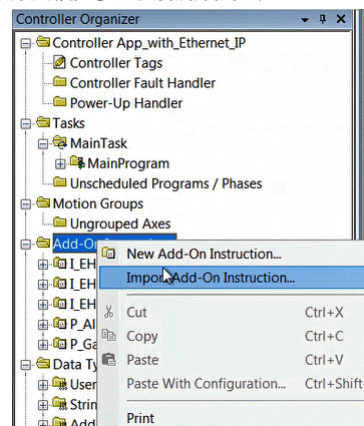 Controller Organizer
Controller App_with_Ethernet_IP
Controller Tags
Controller Fault Handler
Power-Up Handler
Tasks
MainTask
MainProgram
Unscheduled Programs / Phases
Motion Groups
Ungrouped Axes
Add-O
New Add-On Instruction...
I_EH
Import Add-On Instruction...
I_EH
I_EH
Cut Ctrl+X
P_Al
Copy Ctrl+C
P_Ga
Paste Ctrl+V
Data Ty
Paste With Configuration... Ctrl+Shift
User
Strin
Add
Print